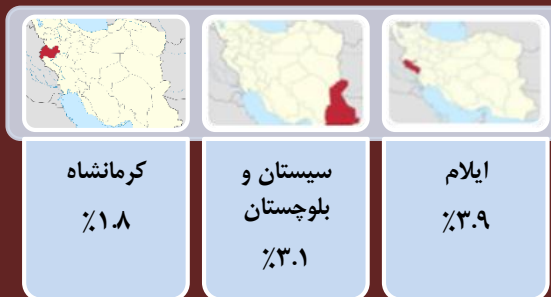 ایلام
٪۳.۹
سیستان و
بلوچستان
٪۳.۱
کرمانشاه
٪۱.۸